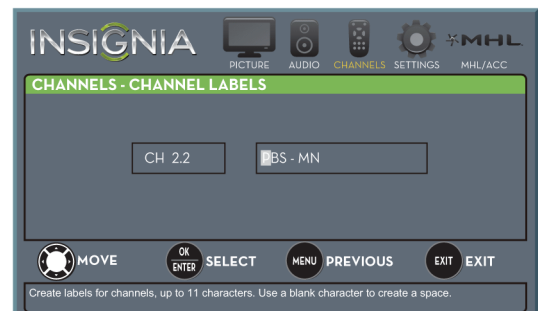 INSIGNIA
MHL
PICTURE AUDIO CHANNELS SETTINGS MHL/ACC
CHANNELS - CHANNEL LABELS
CH 2.2 PBS - MN
MOVE OK ENTER SELECT MENU PREVIOUS EXIT EXIT
Create labels for channels, up to 11 characters. Use a blank character to create a space.